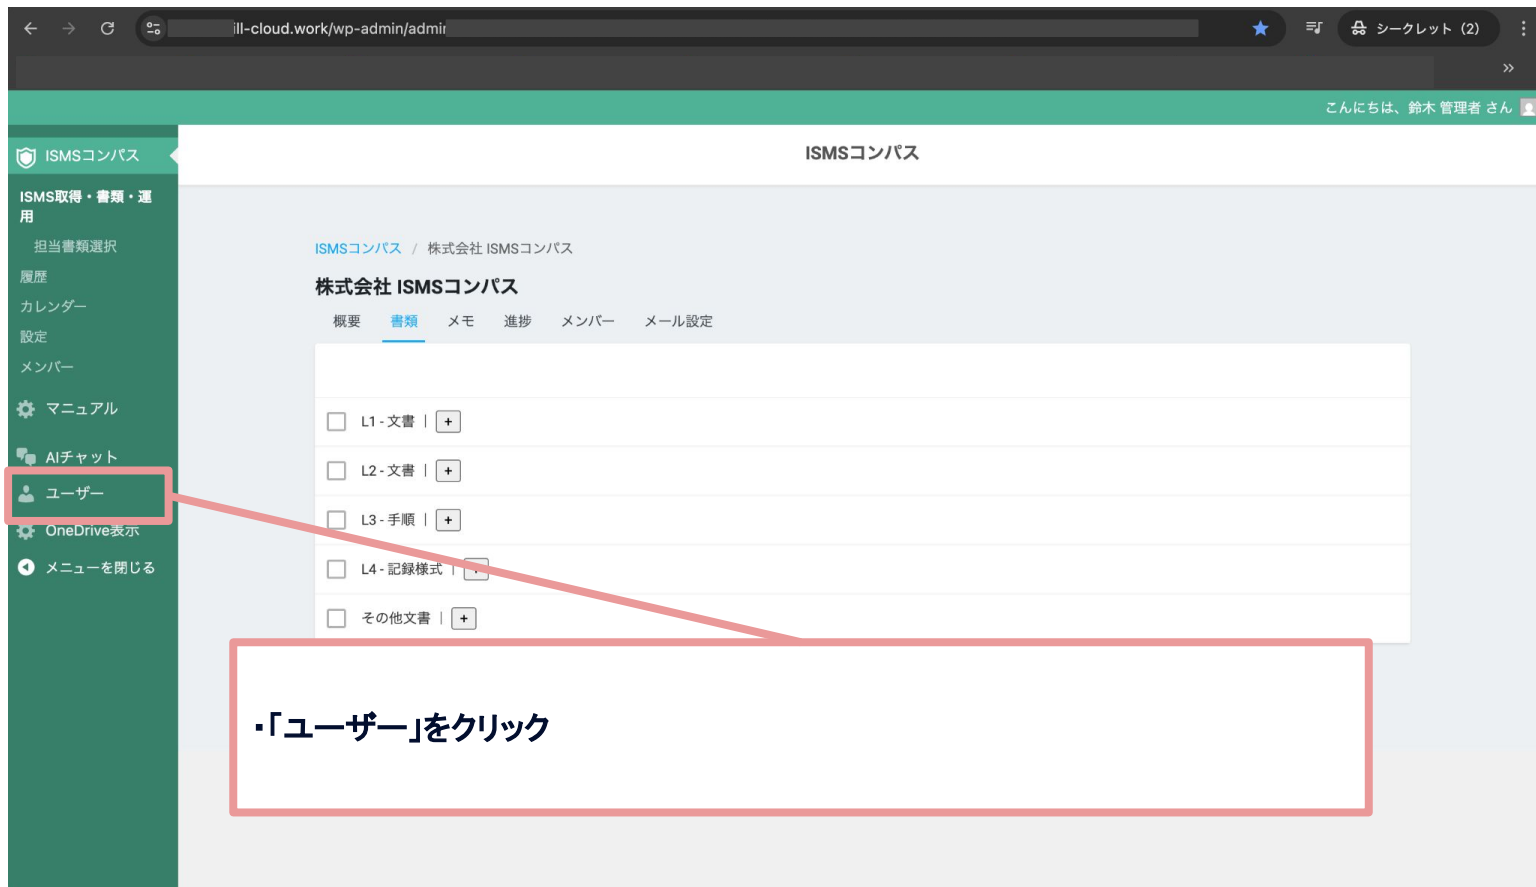 ill-cloud.work/wp-admin/admin
シークレット (2)
こんにちは、鈴木 管理者 さん
ISMSコンパス
ISMSコンパス
ISMS取得・書類・運
用
担当書類選択
履歴
カレンダー
設定
メンバー
マニュアル
AIチャット
ユーザー
OneDrive表示
メニューを閉じる
ISMSコンパス / 株式会社 ISMSコンパス
株式会社 ISMSコンパス
概要 書類 メモ 進捗 メンバー メール設定
L1 - 文書 | +
L2 - 文書 | +
L3 - 手順 | +
L4 - 記録様式 | +
その他文書 | +
・「ユーザー」をクリック